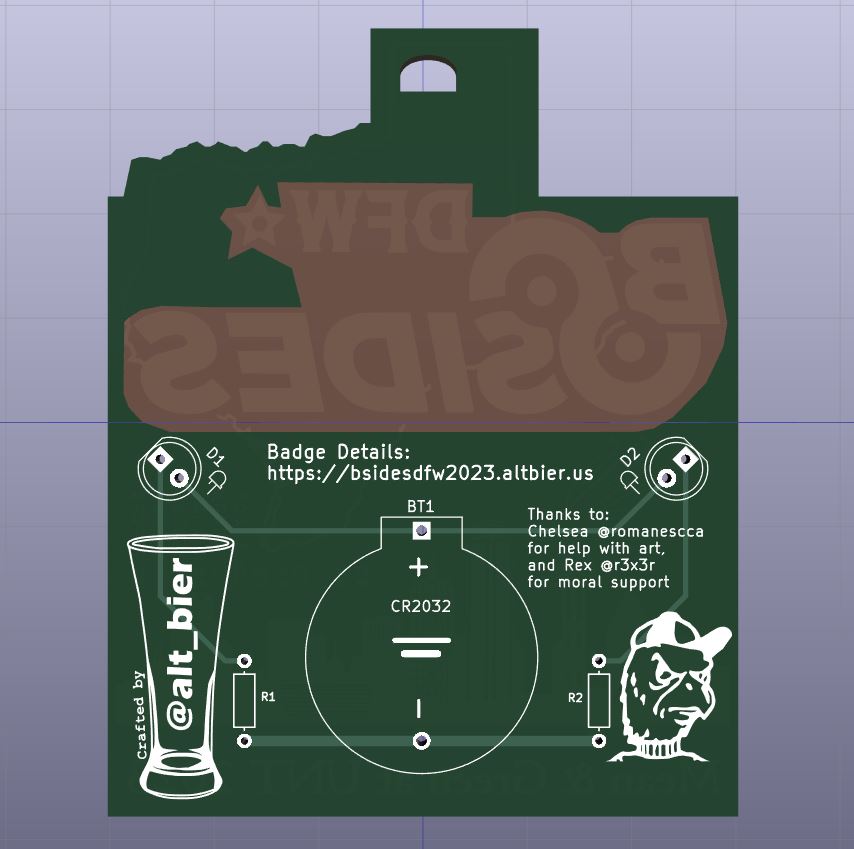 DFW
BSIDES
D1
Badge Details:
https://bsidesdfw2023.altbier.us
D2
BT1
Thanks to:
Chelsea @romanescca
for help with art,
and Rex @r3x3r
for moral support
+
CR2032
@alt_bier
Crafted by
R1
R2